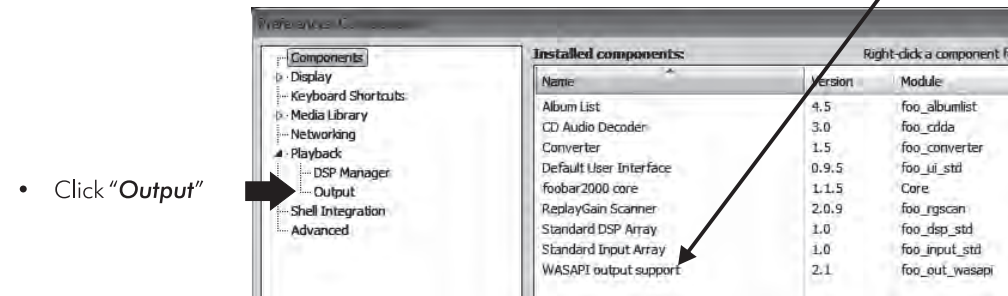 Preferences: Components
Components
Display
Keyboard Shortcuts
Media Library
Networking
Playback
DSP Manager
Output
Shell Integration
Advanced
• Click "Output"
Installed components: Right-click a component f
Name Version Module
Album List 4.5 foo_albumlist
CD Audio Decoder 3.0 foo_cdda
Converter 1.5 foo_converter
Default User Interface 0.9.5 foo_ui_std
foobar2000 core 1.1.5 Core
ReplayGain Scanner 2.0.9 foo_rgscan
Standard DSP Array 1.0 foo_dsp_std
Standard Input Array 1.0 foo_input_std
WASAPI output support 2.1 foo_out_wasapi